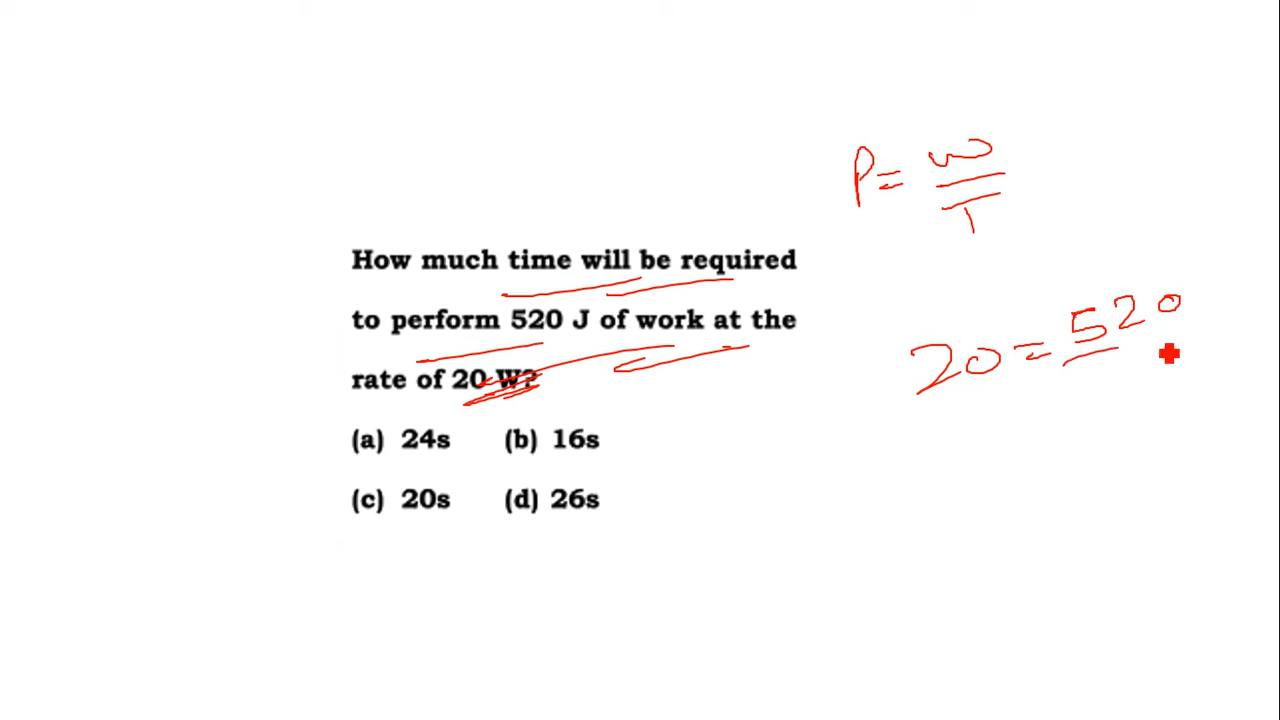 How much time will be required
to perform 520 J of work at the
rate of 20 W?
(a) 24s (b) 16s
(c) 20s (d) 26s
P = W
T
20 = 520